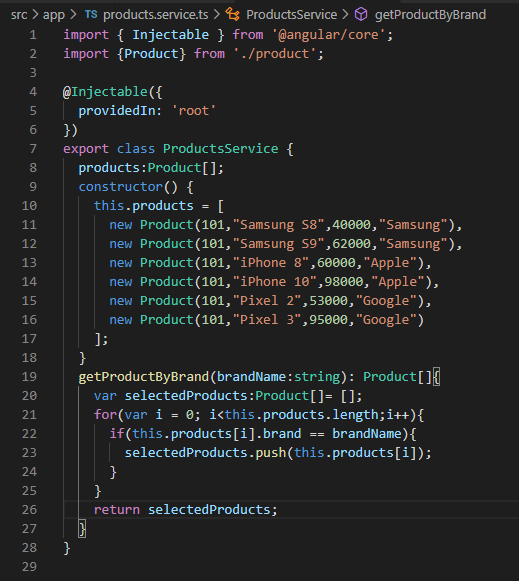 src > app > TS products.service.ts > ProductsService > getProductByBrand
1 import { Injectable } from '@angular/core';
2 import {Product} from './product';
3
4 @Injectable({
5   providedIn: 'root'
6 })
7 export class ProductsService {
8   products:Product[];
9   constructor() {
10     this.products = [
11       new Product(101,"Samsung S8",40000,"Samsung"),
12       new Product(101,"Samsung S9",62000,"Samsung"),
13       new Product(101,"iPhone 8",60000,"Apple"),
14       new Product(101,"iPhone 10",98000,"Apple"),
15       new Product(101,"Pixel 2",53000,"Google"),
16       new Product(101,"Pixel 3",95000,"Google")
17     ];
18   }
19   getProductByBrand(brandName:string): Product[]{
20     var selectedProducts:Product[]= [];
21     for(var i = 0; i<this.products.length;i++){
22       if(this.products[i].brand == brandName){
23         selectedProducts.push(this.products[i]);
24       }
25     }
26     return selectedProducts;
27   }
28 }
29